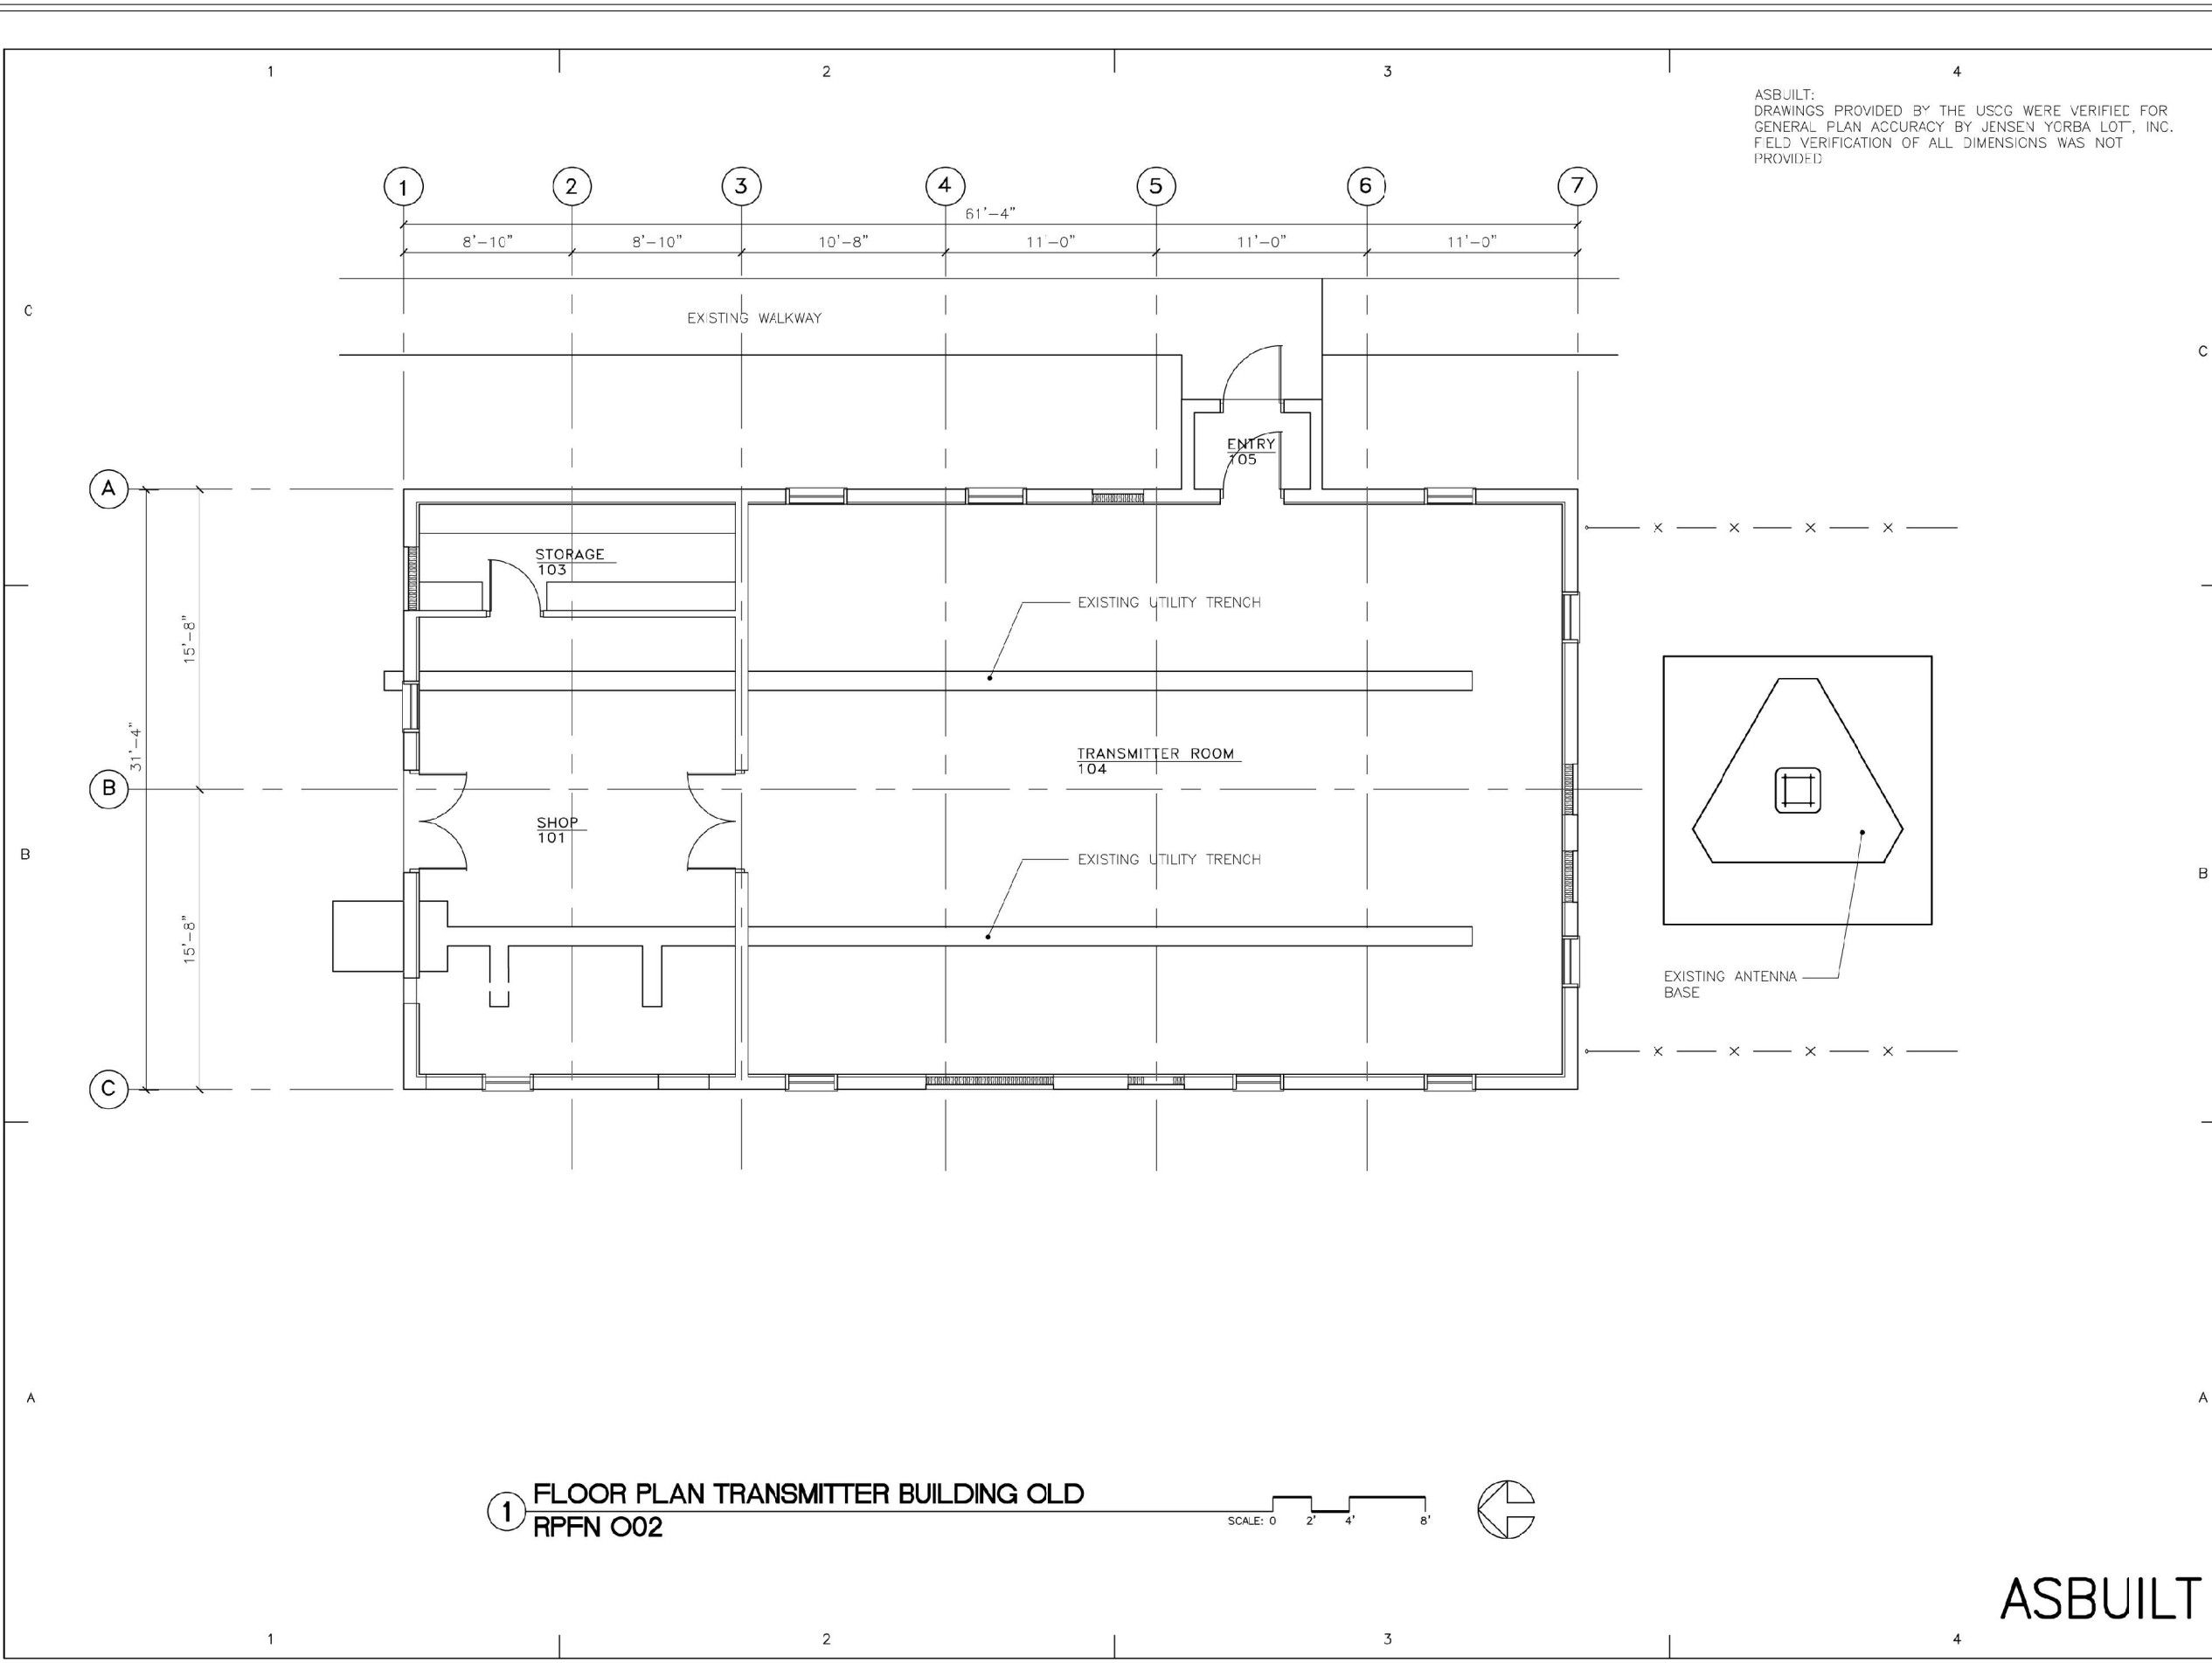 1 2 3 4
ASBUILT:
DRAWINGS PROVIDED BY THE USCG WERE VERIFIED FOR
GENERAL PLAN ACCURACY BY JENSEN YORBA LOTT, INC.
FIELD VERIFICATION OF ALL DIMENSIONS WAS NOT
PROVIDED
1 2 3 4 5 6 7
61'-4"
8'-10" 8'-10" 10'-8" 11'-0" 11'-0" 11'-0"
C
EXISTING WALKWAY
C
ENTRY
105
A
STORAGE
103
EXISTING UTILITY TRENCH
15'-8"
31'-4"
TRANSMITTER ROOM
104
B
SHOP
101
B
EXISTING UTILITY TRENCH
B
15'-8"
EXISTING ANTENNA
BASE
C
A
A
1
FLOOR PLAN TRANSMITTER BUILDING OLD
RPFN O02
SCALE: 0 2' 4' 8'
ASBUILT
1 2 3 4